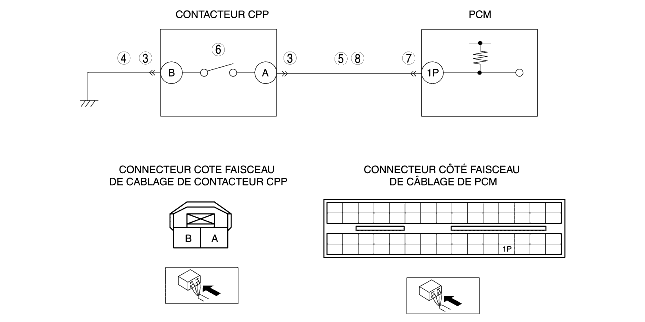 CONTACTEUR CPP
PCM
4 3 B 6 A 3 5 8 7 1P
CONNECTEUR COTE FAISCEAU
DE CABLAGE DE CONTACTEUR CPP
CONNECTEUR CÔTÉ FAISCEAU
DE CÂBLAGE DE PCM
B A
1P